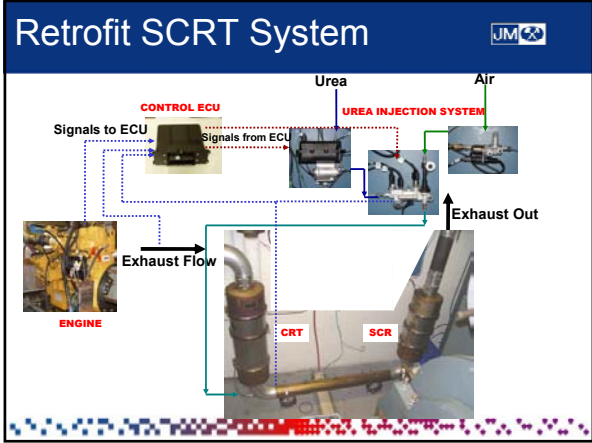 Retrofit SCRT System
JM
Urea
Air
CONTROL ECU
UREA INJECTION SYSTEM
Signals to ECU
Signals from ECU
Exhaust Out
Exhaust Flow
ENGINE
CRT
SCR